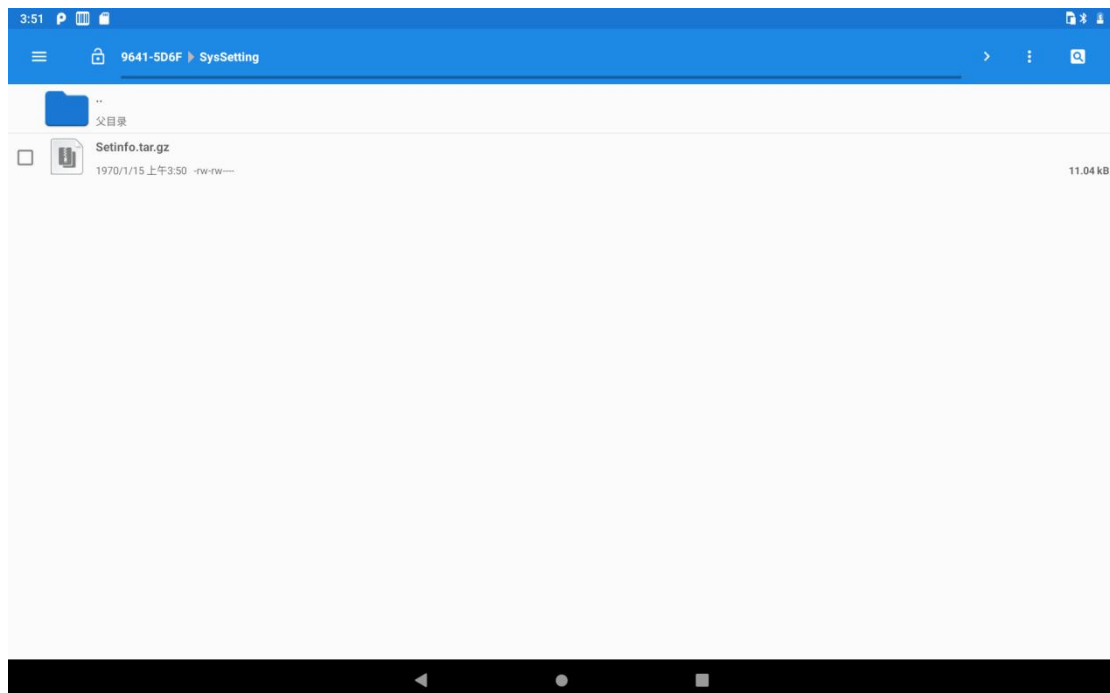 3:51
9641-5D6F SysSetting
..
父目录
Setinfo.tar.gz
1970/1/15 上午3:50 -rw-rw----
11.04 kB